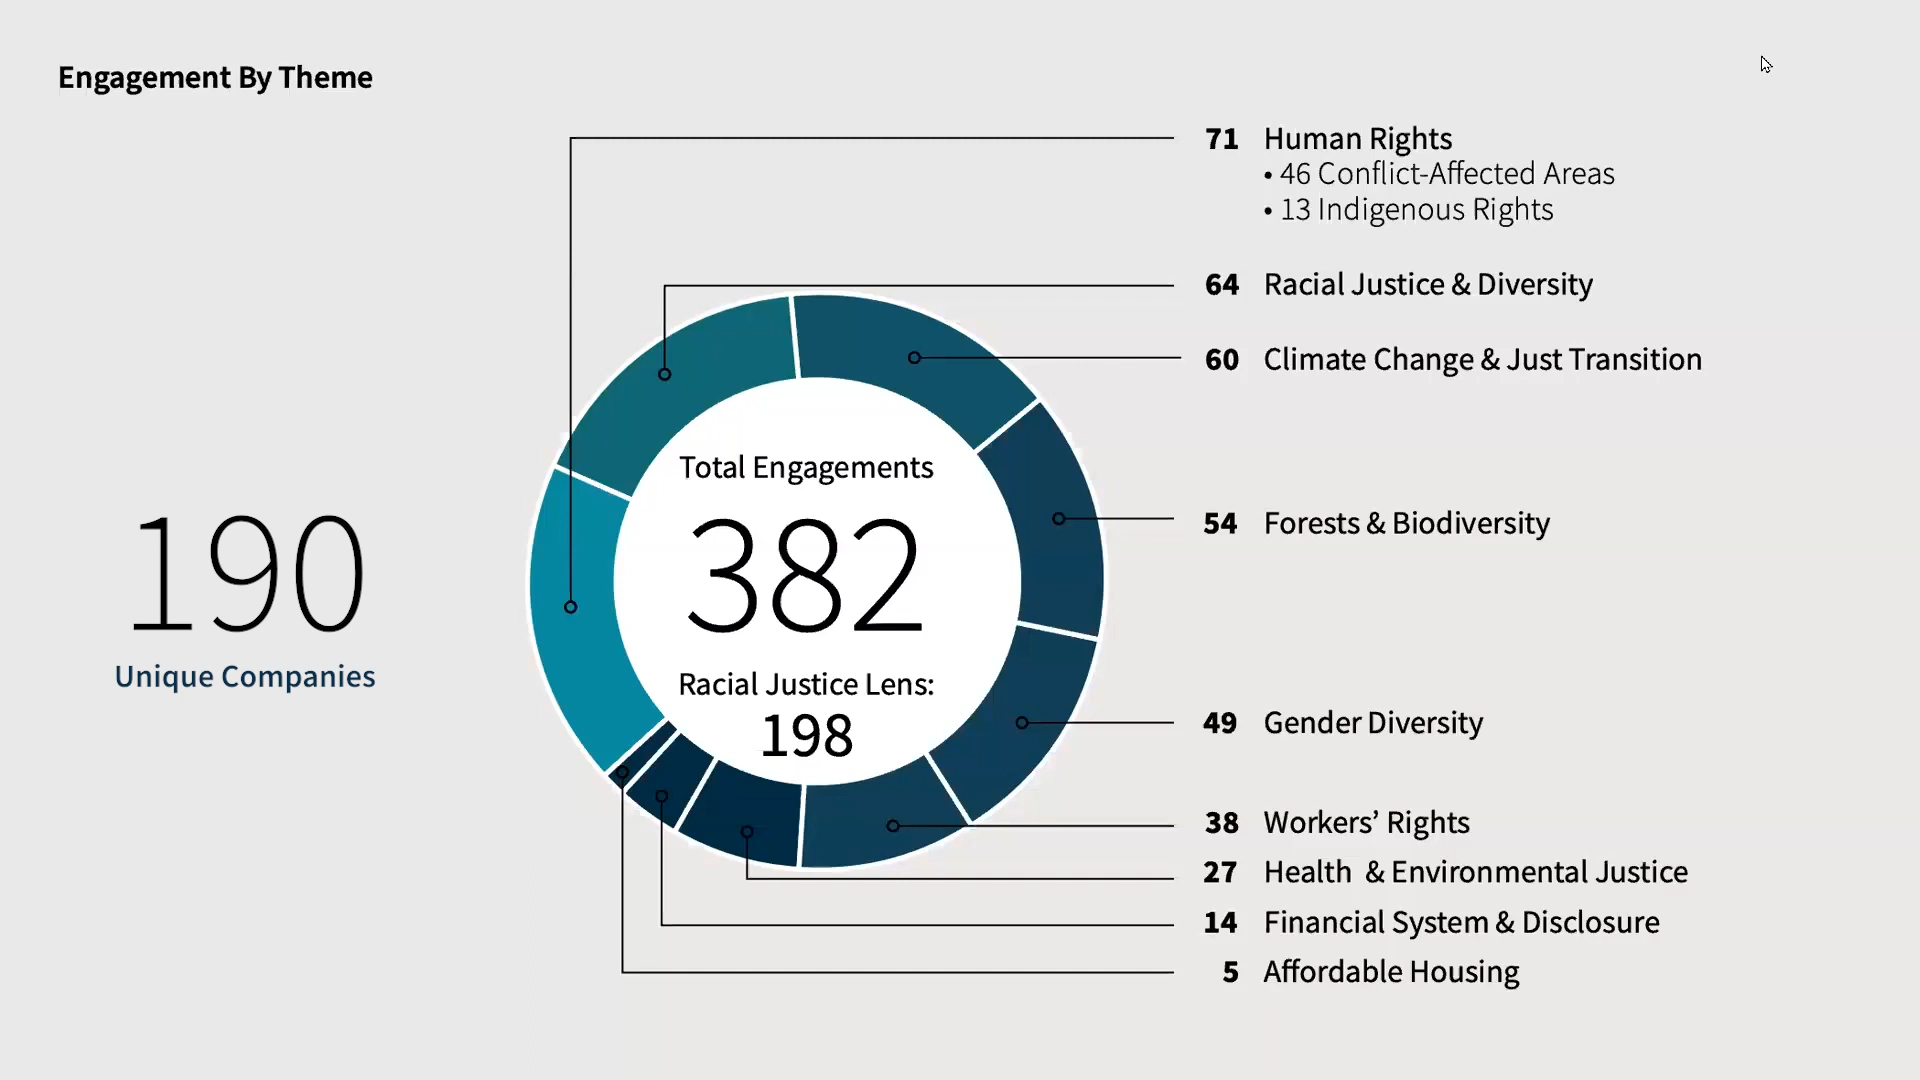 Engagement By Theme
71 Human Rights
• 46 Conflict-Affected Areas
• 13 Indigenous Rights
64 Racial Justice & Diversity
60 Climate Change & Just Transition
54 Forests & Biodiversity
49 Gender Diversity
38 Workers’ Rights
27 Health & Environmental Justice
14 Financial System & Disclosure
5 Affordable Housing
Total Engagements
382
Racial Justice Lens:
198
190
Unique Companies